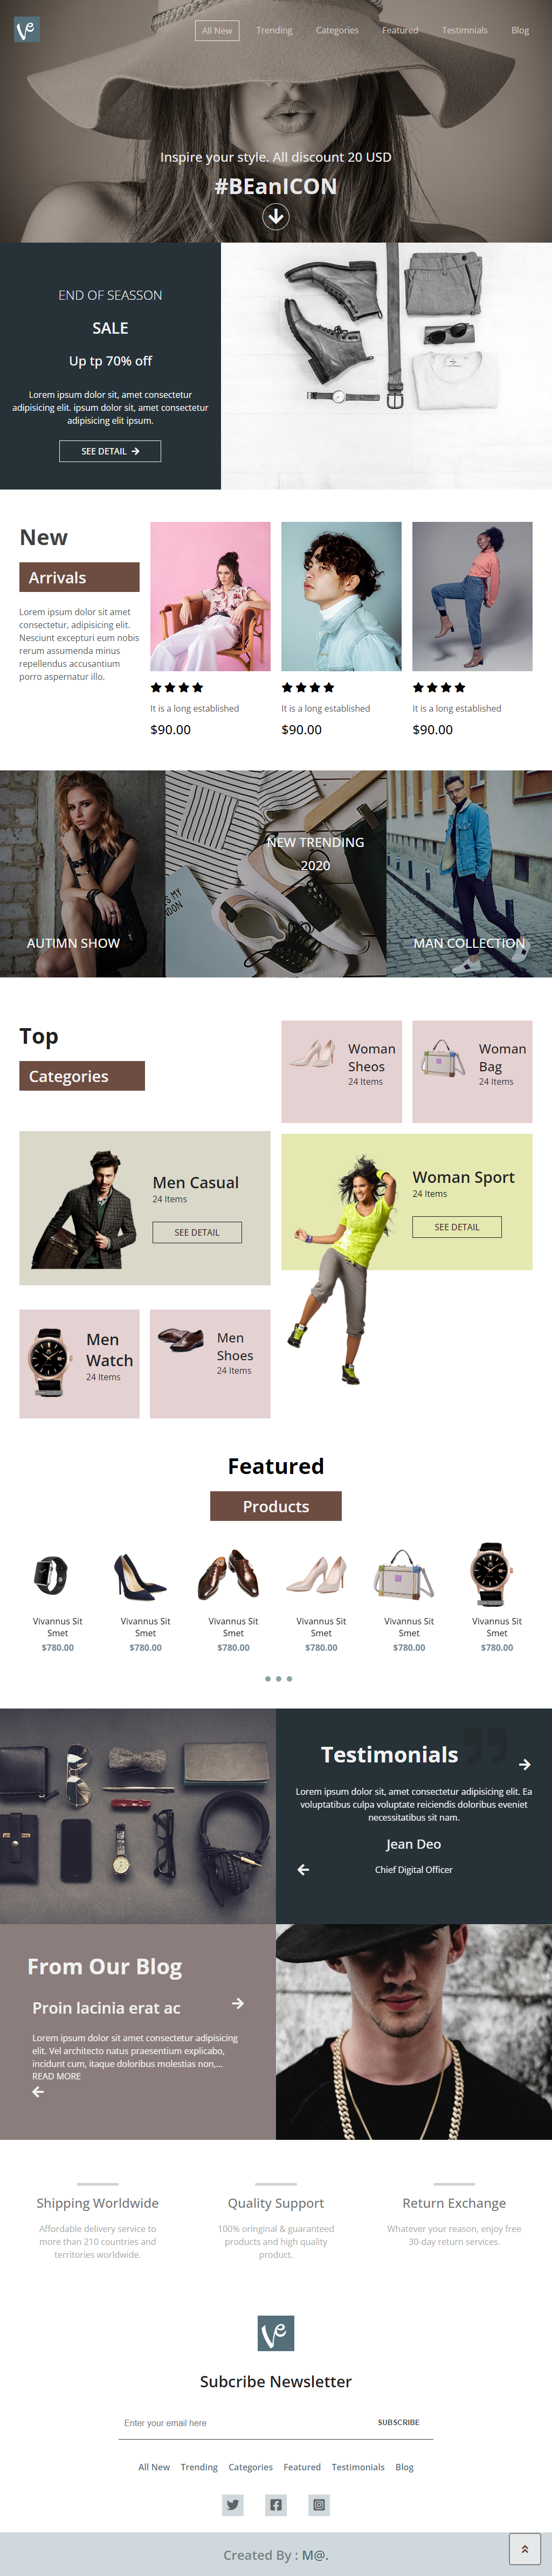 Ve
All New Trending Categories Featured Testimnials Blog
Inspire your style. All discount 20 USD
#BEanICON
END OF SEASSON
SALE
Up tp 70% off
Lorem ipsum dolor sit, amet consectetur
adipisicing elit. ipsum dolor sit, amet consectetur
adipisicing elit ipsum.
SEE DETAIL
New
Arrivals
Lorem ipsum dolor sit amet
consectetur, adipisicing elit.
Nesciunt excepturi eum nobis
rerum assumenda minus
repellendus accusantium
porro aspernatur illo.
It is a long established
$90.00
It is a long established
$90.00
It is a long established
$90.00
AUTIMN SHOW
NEW TRENDING
2020
MAN COLLECTION
Top
Categories
Woman
Sheos
24 Items
Woman
Bag
24 Items
Men Casual
24 Items
SEE DETAIL
Woman Sport
24 Items
SEE DETAIL
Men
Watch
24 Items
Men
Shoes
24 Items
Featured
Products
Vivannus Sit
Smet
$780.00
Vivannus Sit
Smet
$780.00
Vivannus Sit
Smet
$780.00
Vivannus Sit
Smet
$780.00
Vivannus Sit
Smet
$780.00
Vivannus Sit
Smet
$780.00
Testimonials
Lorem ipsum dolor sit, amet consectetur adipisicing elit. Ea
voluptatibus culpa voluptate reiciendis doloribus eveniet
necessitatibus sit nam.
Jean Deo
Chief Digital Officer
From Our Blog
Proin lacinia erat ac
Lorem ipsum dolor sit amet consectetur adipisicing
elit. Vel architecto natus praesentium explicabo,
incidunt cum, itaque doloribus molestias non,...
READ MORE
Shipping Worldwide
Affordable delivery service to
more than 210 countries and
territories worldwide.
Quality Support
100% oringinal & guaranteed
products and high quality
product.
Return Exchange
Whatever your reason, enjoy free
30-day return services.
Ve
Subcribe Newsletter
Enter your email here
SUBSCRIBE
All New Trending Categories Featured Testimonials Blog
Created By : M@.